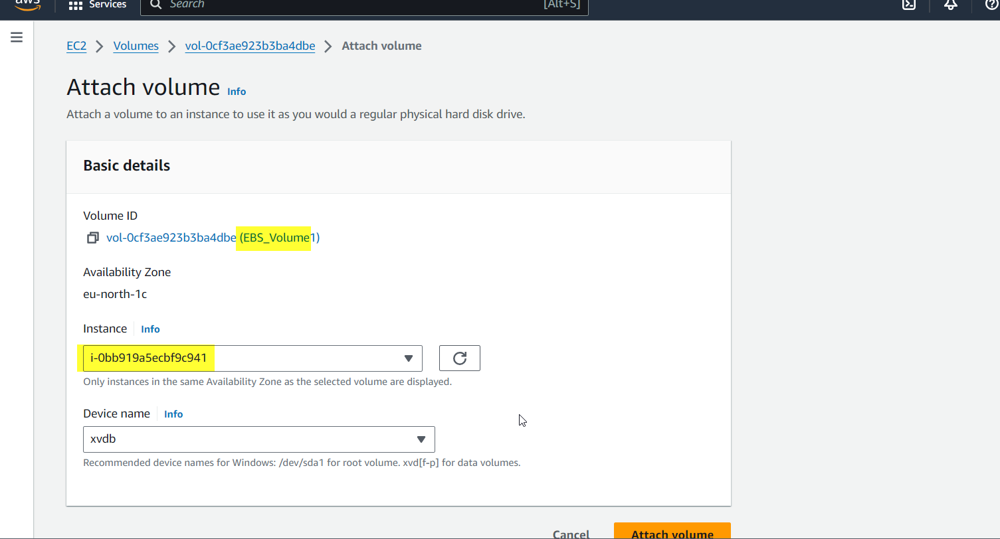 aws Services Search [Alt+S]
EC2 > Volumes > vol-0cf3ae923b3ba4dbe > Attach volume
Attach volume Info
Attach a volume to an instance to use it as you would a regular physical hard disk drive.
Basic details
Volume ID
vol-0cf3ae923b3ba4dbe (EBS_Volume1)
Availability Zone
eu-north-1c
Instance Info
i-0bb919a5ecbf9c941
Only instances in the same Availability Zone as the selected volume are displayed.
Device name Info
xvdb
Recommended device names for Windows: /dev/sda1 for root volume. xvd[f-p] for data volumes.
Cancel Attach volume